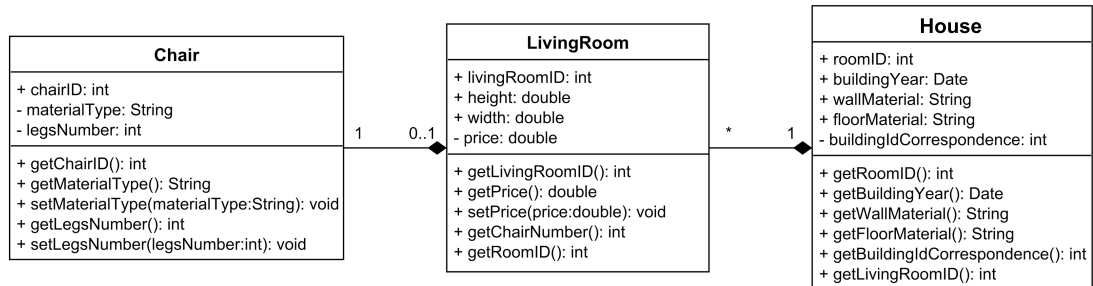 Chair
+ chairID: int
- materialType: String
- legsNumber: int
+ getChairID(): int
+ getMaterialType(): String
+ setMaterialType(materialType:String): void
+ getLegsNumber(): int
+ setLegsNumber(legsNumber:int): void
1
0..1
LivingRoom
+ livingRoomID: int
+ height: double
+ width: double
- price: double
+ getLivingRoomID(): int
+ getPrice(): double
+ setPrice(price:double): void
+ getChairNumber(): int
+ getRoomID(): int
*
1
House
+ roomID: int
+ buildingYear: Date
+ wallMaterial: String
+ floorMaterial: String
- buildingIdCorrespondence: int
+ getRoomID(): int
+ getBuildingYear(): Date
+ getWallMaterial(): String
+ getFloorMaterial(): String
+ getBuildingIdCorrespondence(): int
+ getLivingRoomID(): int